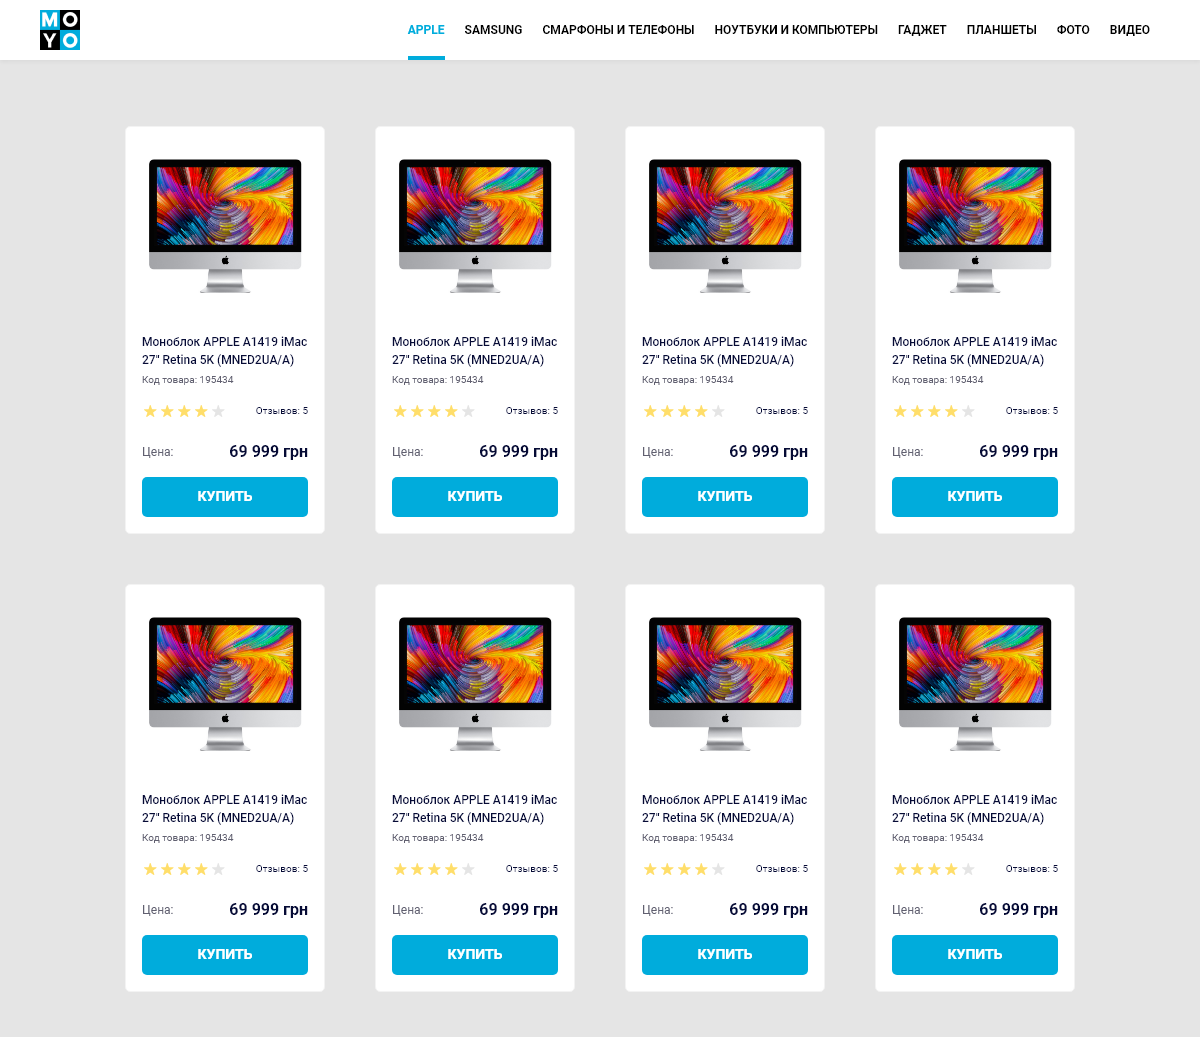 MO
YO
APPLE SAMSUNG СМАРФОНЫ И ТЕЛЕФОНЫ НОУТБУКИ И КОМПЬЮТЕРЫ ГАДЖЕТ ПЛАНШЕТЫ ФОТО ВИДЕО
Моноблок APPLE A1419 iMac
27" Retina 5K (MNED2UA/A)
Код товара: 195434
Отзывов: 5
Цена: 69 999 грн
КУПИТЬ
Моноблок APPLE A1419 iMac
27" Retina 5K (MNED2UA/A)
Код товара: 195434
Отзывов: 5
Цена: 69 999 грн
КУПИТЬ
Моноблок APPLE A1419 iMac
27" Retina 5K (MNED2UA/A)
Код товара: 195434
Отзывов: 5
Цена: 69 999 грн
КУПИТЬ
Моноблок APPLE A1419 iMac
27" Retina 5K (MNED2UA/A)
Код товара: 195434
Отзывов: 5
Цена: 69 999 грн
КУПИТЬ
Моноблок APPLE A1419 iMac
27" Retina 5K (MNED2UA/A)
Код товара: 195434
Отзывов: 5
Цена: 69 999 грн
КУПИТЬ
Моноблок APPLE A1419 iMac
27" Retina 5K (MNED2UA/A)
Код товара: 195434
Отзывов: 5
Цена: 69 999 грн
КУПИТЬ
Моноблок APPLE A1419 iMac
27" Retina 5K (MNED2UA/A)
Код товара: 195434
Отзывов: 5
Цена: 69 999 грн
КУПИТЬ
Моноблок APPLE A1419 iMac
27" Retina 5K (MNED2UA/A)
Код товара: 195434
Отзывов: 5
Цена: 69 999 грн
КУПИТЬ